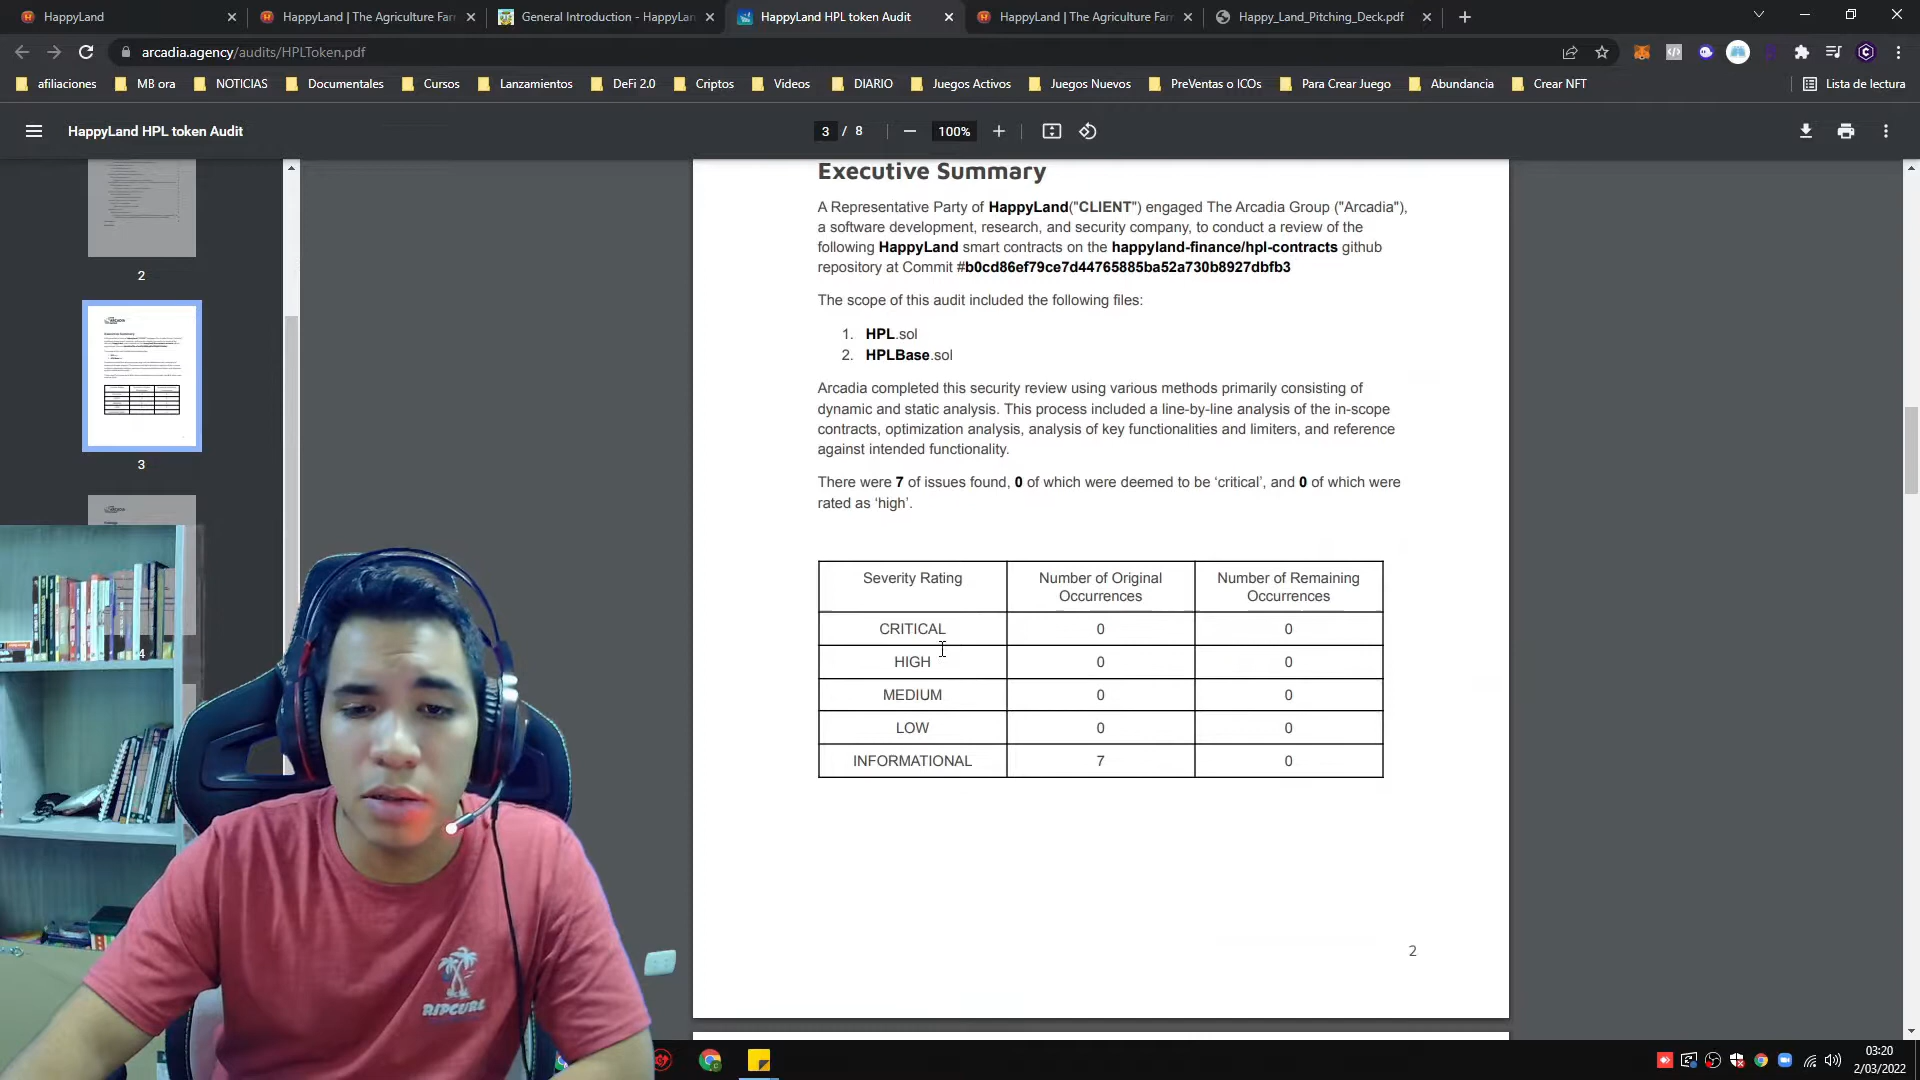 HappyLand
HappyLand | The Agriculture Far
General Introduction - HappyLan
HappyLand HPL token Audit
HappyLand | The Agriculture Far
Happy_Land_Pitching_Deck.pdf
arcadia.agency/audits/HPLToken.pdf
afiliaciones
MB ora
NOTICIAS
Documentales
Cursos
Lanzamientos
DeFi 2.0
Criptos
Videos
DIARIO
Juegos Activos
Juegos Nuevos
PreVentas o ICOs
Para Crear Juego
Abundancia
Crear NFT
Lista de lectura
HappyLand HPL token Audit
3 / 8
100%
2
3
4
Executive Summary
A Representative Party of HappyLand("CLIENT") engaged The Arcadia Group ("Arcadia"),
a software development, research, and security company, to conduct a review of the
following HappyLand smart contracts on the happyland-finance/hpl-contracts github
repository at Commit #b0cd86ef79ce7d44765885ba52a730b8927dbfb3
The scope of this audit included the following files:
1. HPL.sol
2. HPLBase.sol
Arcadia completed this security review using various methods primarily consisting of
dynamic and static analysis. This process included a line-by-line analysis of the in-scope
contracts, optimization analysis, analysis of key functionalities and limiters, and reference
against intended functionality.
There were 7 of issues found, 0 of which were deemed to be ‘critical’, and 0 of which were
rated as ‘high’.
Severity Rating
Number of Original
Occurrences
Number of Remaining
Occurrences
CRITICAL 0 0
HIGH 0 0
MEDIUM 0 0
LOW 0 0
INFORMATIONAL 7 0
2
RIPCURL
03:20
2/03/2022